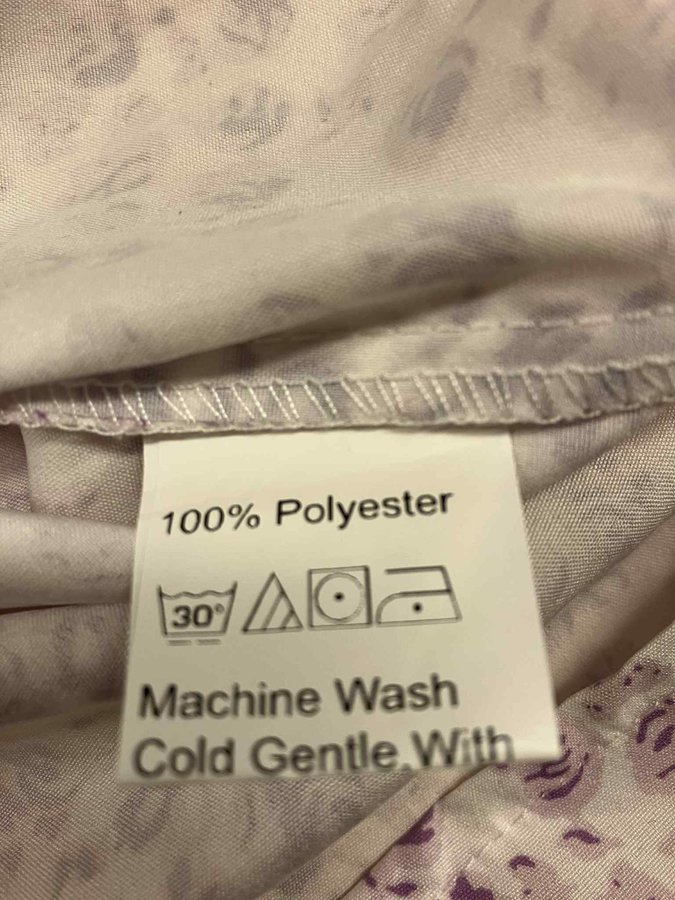 100% Polyester
30°
Machine Wash
Cold Gentle.With